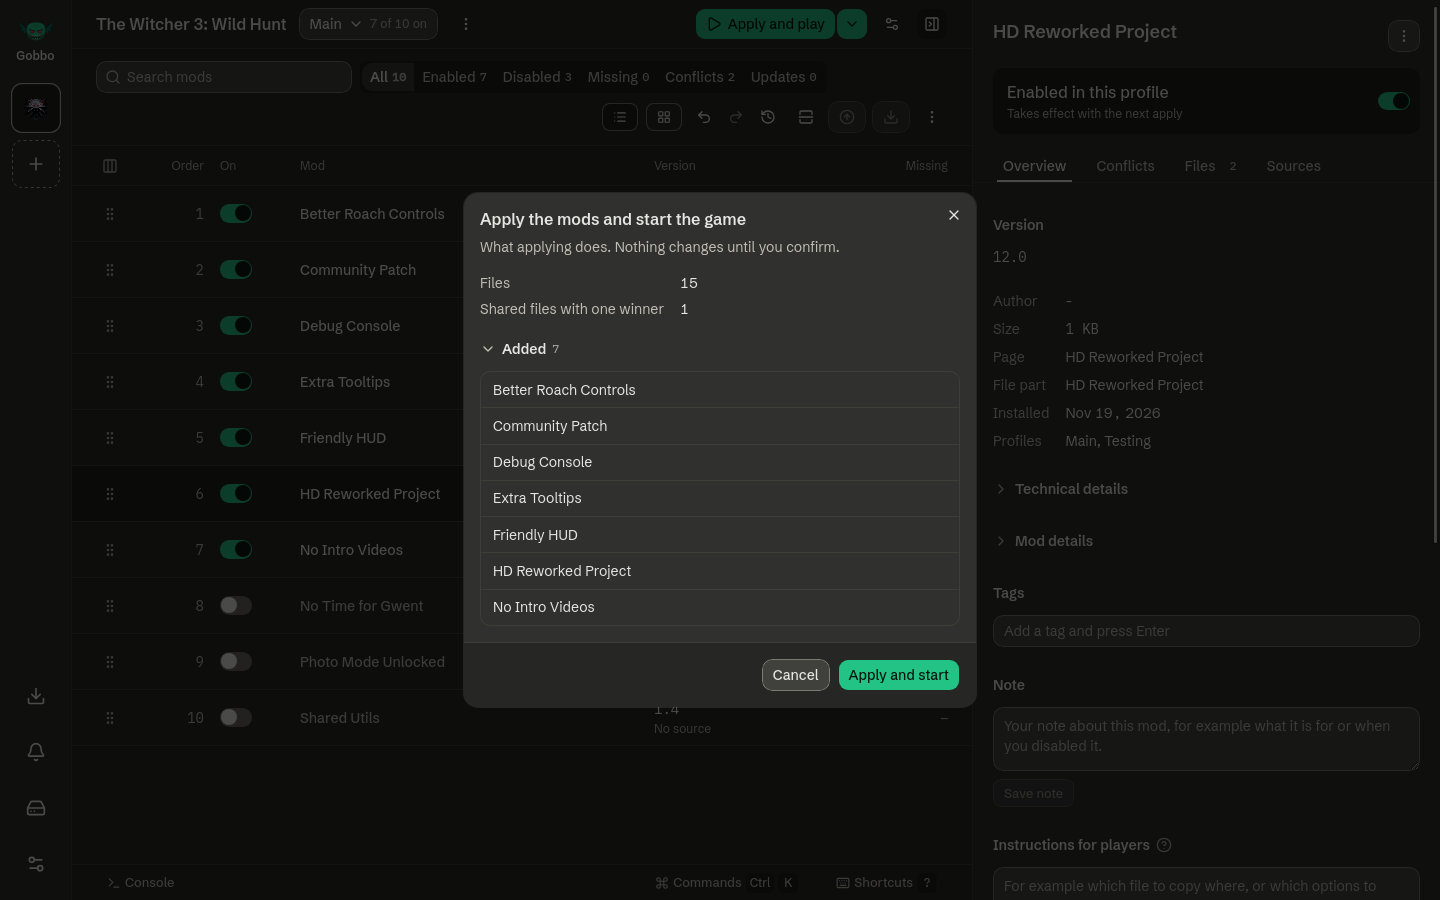 The Witcher 3: Wild Hunt
Main 7 of 10 on
Apply and play
Gobbo
Search mods
All 10 Enabled 7 Disabled 3 Missing 0 Conflicts 2 Updates 0
Order On Mod Version Missing
1 Better Roach Controls
2 Community Patch
3 Debug Console
4 Extra Tooltips
5 Friendly HUD
6 HD Reworked Project
7 No Intro Videos
8 No Time for Gwent
9 Photo Mode Unlocked
10 Shared Utils 1.4 –
No source
Console
Commands Ctrl K
Shortcuts ?
Apply the mods and start the game
What applying does. Nothing changes until you confirm.
Files 15
Shared files with one winner 1
Added 7
Better Roach Controls
Community Patch
Debug Console
Extra Tooltips
Friendly HUD
HD Reworked Project
No Intro Videos
Cancel Apply and start
HD Reworked Project
Enabled in this profile
Takes effect with the next apply
Overview Conflicts Files 2 Sources
Version
12.0
Author -
Size 1 KB
Page HD Reworked Project
File part HD Reworked Project
Installed Nov 19, 2026
Profiles Main, Testing
Technical details
Mod details
Tags
Add a tag and press Enter
Note
Your note about this mod, for example what it is for or when
you disabled it.
Save note
Instructions for players ?
For example which file to copy where, or which options to